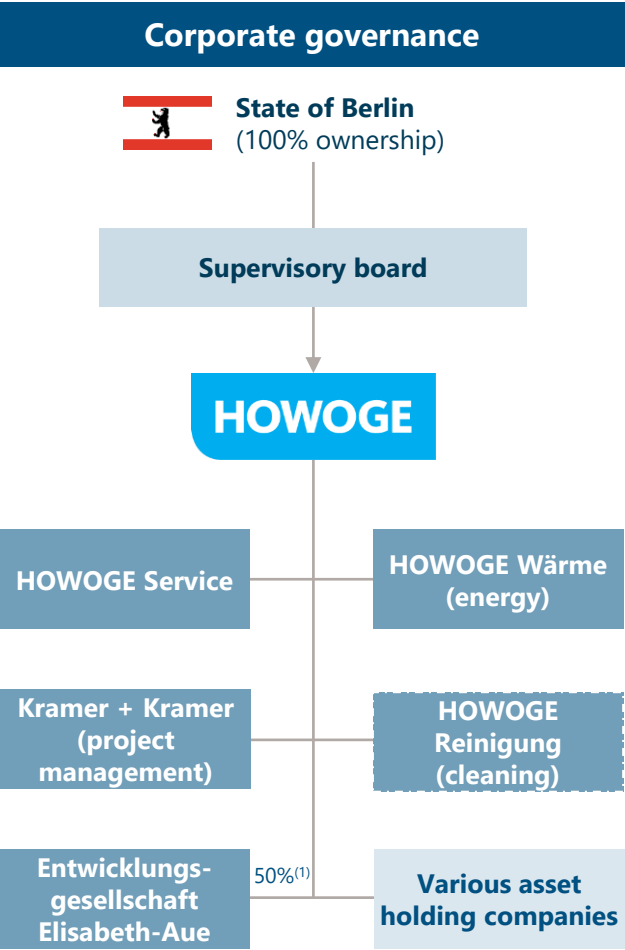 Corporate governance
State of Berlin
(100% ownership)
Supervisory board
HOWOGE
HOWOGE Service
HOWOGE Wärme
(energy)
Kramer + Kramer
(project
management)
HOWOGE
Reinigung
(cleaning)
Entwicklungs-
gesellschaft
Elisabeth-Aue
50%(1)
Various asset
holding companies